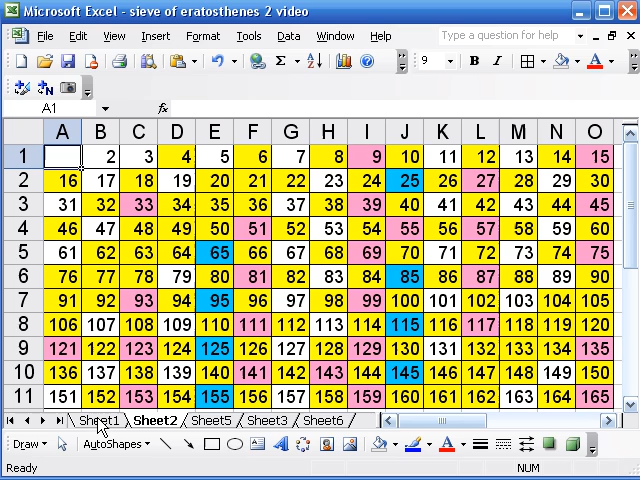 Microsoft Excel - sieve of eratosthenes 2 video
File Edit View Insert Format Tools Data Window Help Type a question for help
9 B I U
A1 fx
A B C D E F G H I J K L M N O
1 2 3 4 5 6 7 8 9 10 11 12 13 14 15
2 16 17 18 19 20 21 22 23 24 25 26 27 28 29 30
3 31 32 33 34 35 36 37 38 39 40 41 42 43 44 45
4 46 47 48 49 50 51 52 53 54 55 56 57 58 59 60
5 61 62 63 64 65 66 67 68 69 70 71 72 73 74 75
6 76 77 78 79 80 81 82 83 84 85 86 87 88 89 90
7 91 92 93 94 95 96 97 98 99 100 101 102 103 104 105
8 106 107 108 109 110 111 112 113 114 115 116 117 118 119 120
9 121 122 123 124 125 126 127 128 129 130 131 132 133 134 135
10 136 137 138 139 140 141 142 143 144 145 146 147 148 149 150
11 151 152 153 154 155 156 157 158 159 160 161 162 163 164 165
Sheet1 Sheet2 Sheet5 Sheet3 Sheet6
Draw AutoShapes
Ready NUM